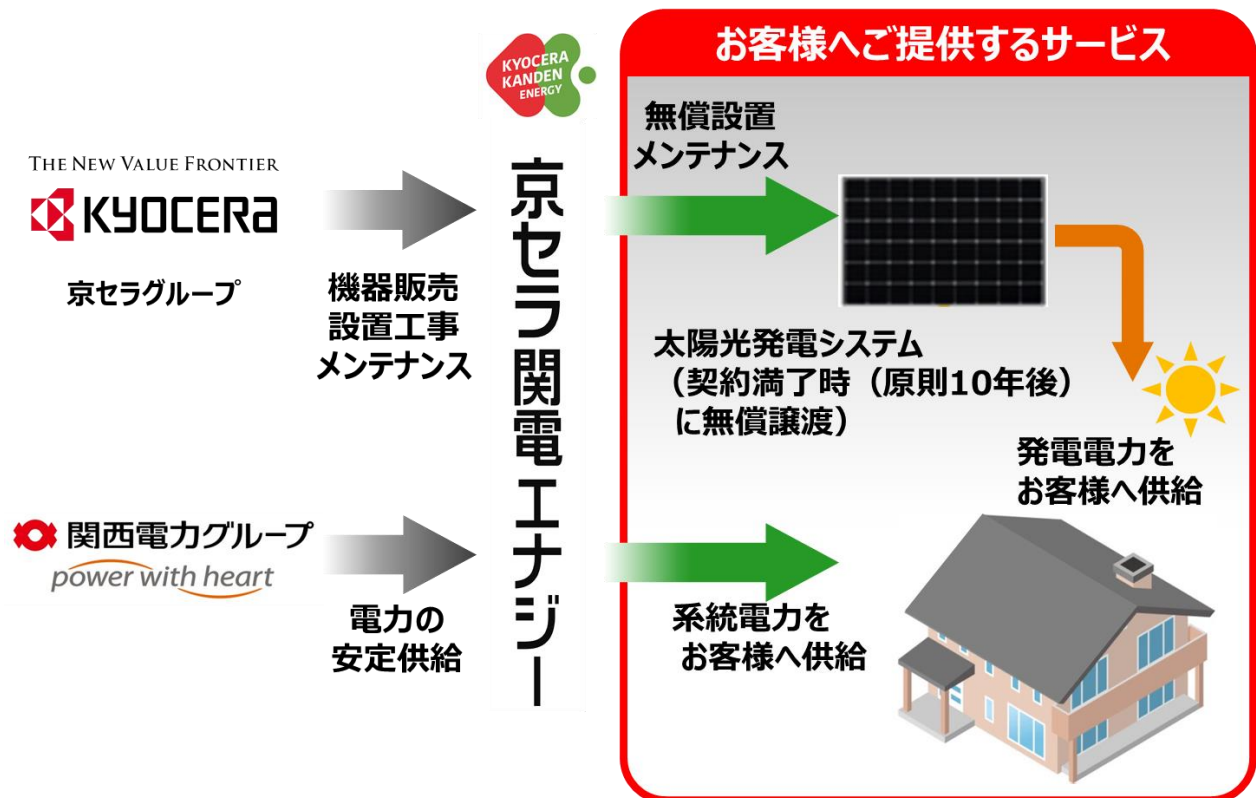 THE NEW VALUE FRONTIER
KYOCERA
京セラグループ
機器販売
設置工事
メンテナンス
関西電力グループ
power with heart
電力の
安定供給
KYOCERA
KANDEN
ENERGY
京セラ関電エナジー
お客様へご提供するサービス
無償設置
メンテナンス
太陽光発電システム
（契約満了時（原則10年後）
に無償譲渡）
発電電力を
お客様へ供給
系統電力を
お客様へ供給